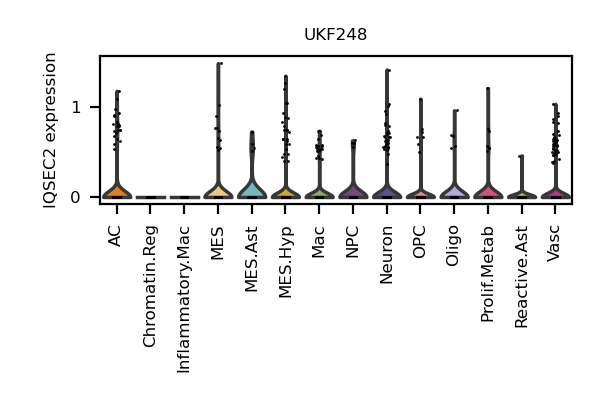 UKF248
IQSEC2 expression
1
0
AC
Chromatin.Reg
Inflammatory.Mac
MES
MES.Ast
MES.Hyp
Mac
NPC
Neuron
OPC
Oligo
Prolif.Metab
Reactive.Ast
Vasc